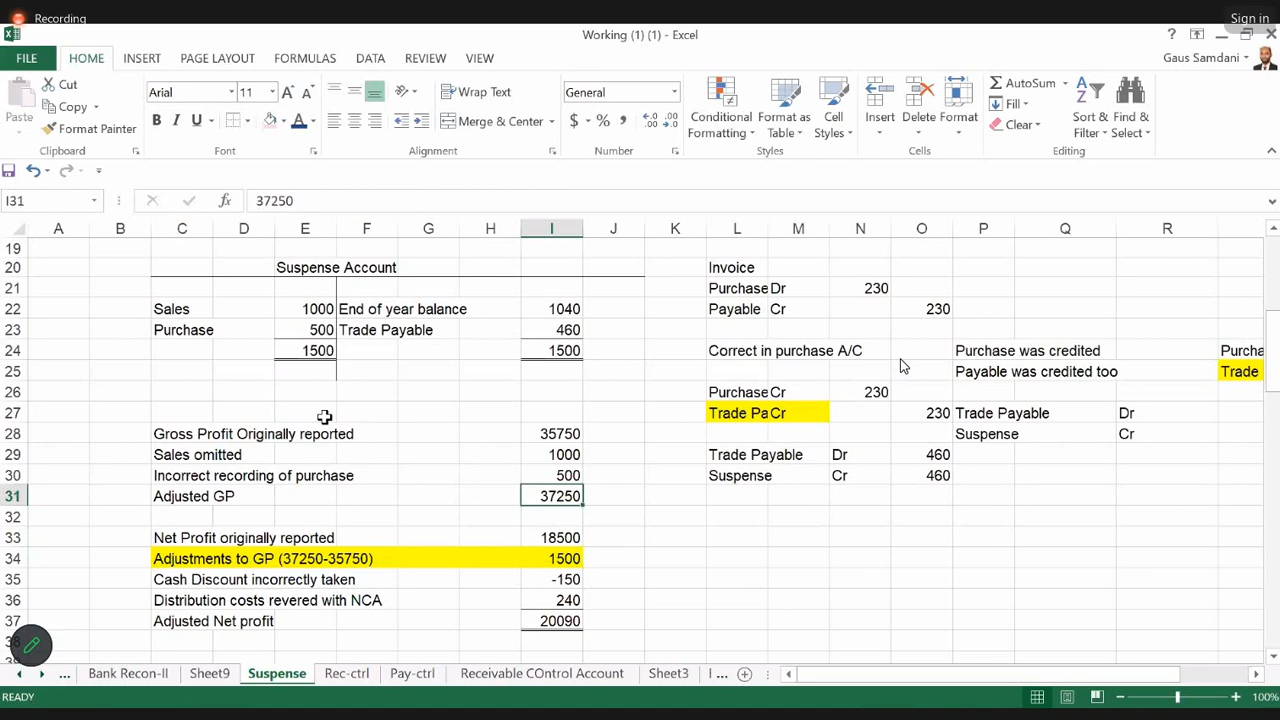 Recording
Sign in
Working (1) (1) - Excel
?
FILE
HOME
INSERT
PAGE LAYOUT
FORMULAS
DATA
REVIEW
VIEW
Gaus Samdani
Cut
Copy
Format Painter
Paste
Clipboard
Arial
11
B I U
Font
Wrap Text
Merge & Center
Alignment
General
$ % ,
Number
Conditional
Formatting
Format as
Table
Cell
Styles
Styles
Insert
Delete
Format
Cells
AutoSum
Fill
Clear
Sort &
Filter
Find &
Select
Editing
I31
fx
37250
A B C D E F G H I J K L M N O P Q R
19
20 Suspense Account Invoice
21 Purchase Dr 230
22 Sales 1000 End of year balance 1040 Payable Cr 230
23 Purchase 500 Trade Payable 460
24 1500 1500 Correct in purchase A/C Purchase was credited Purcha
25 Payable was credited too Trade
26 Purchase Cr 230
27 Trade Pa Cr 230 Trade Payable Dr
28 Gross Profit Originally reported 35750 Suspense Cr
29 Sales omitted 1000 Trade Payable Dr 460
30 Incorrect recording of purchase 500 Suspense Cr 460
31 Adjusted GP 37250
32
33 Net Profit originally reported 18500
34 Adjustments to GP (37250-35750) 1500
35 Cash Discount incorrectly taken -150
36 Distribution costs revered with NCA 240
37 Adjusted Net profit 20090
38
... Bank Recon-II Sheet9 Suspense Rec-ctrl Pay-ctrl Receivable COntrol Account Sheet3 I ...
READY
100%